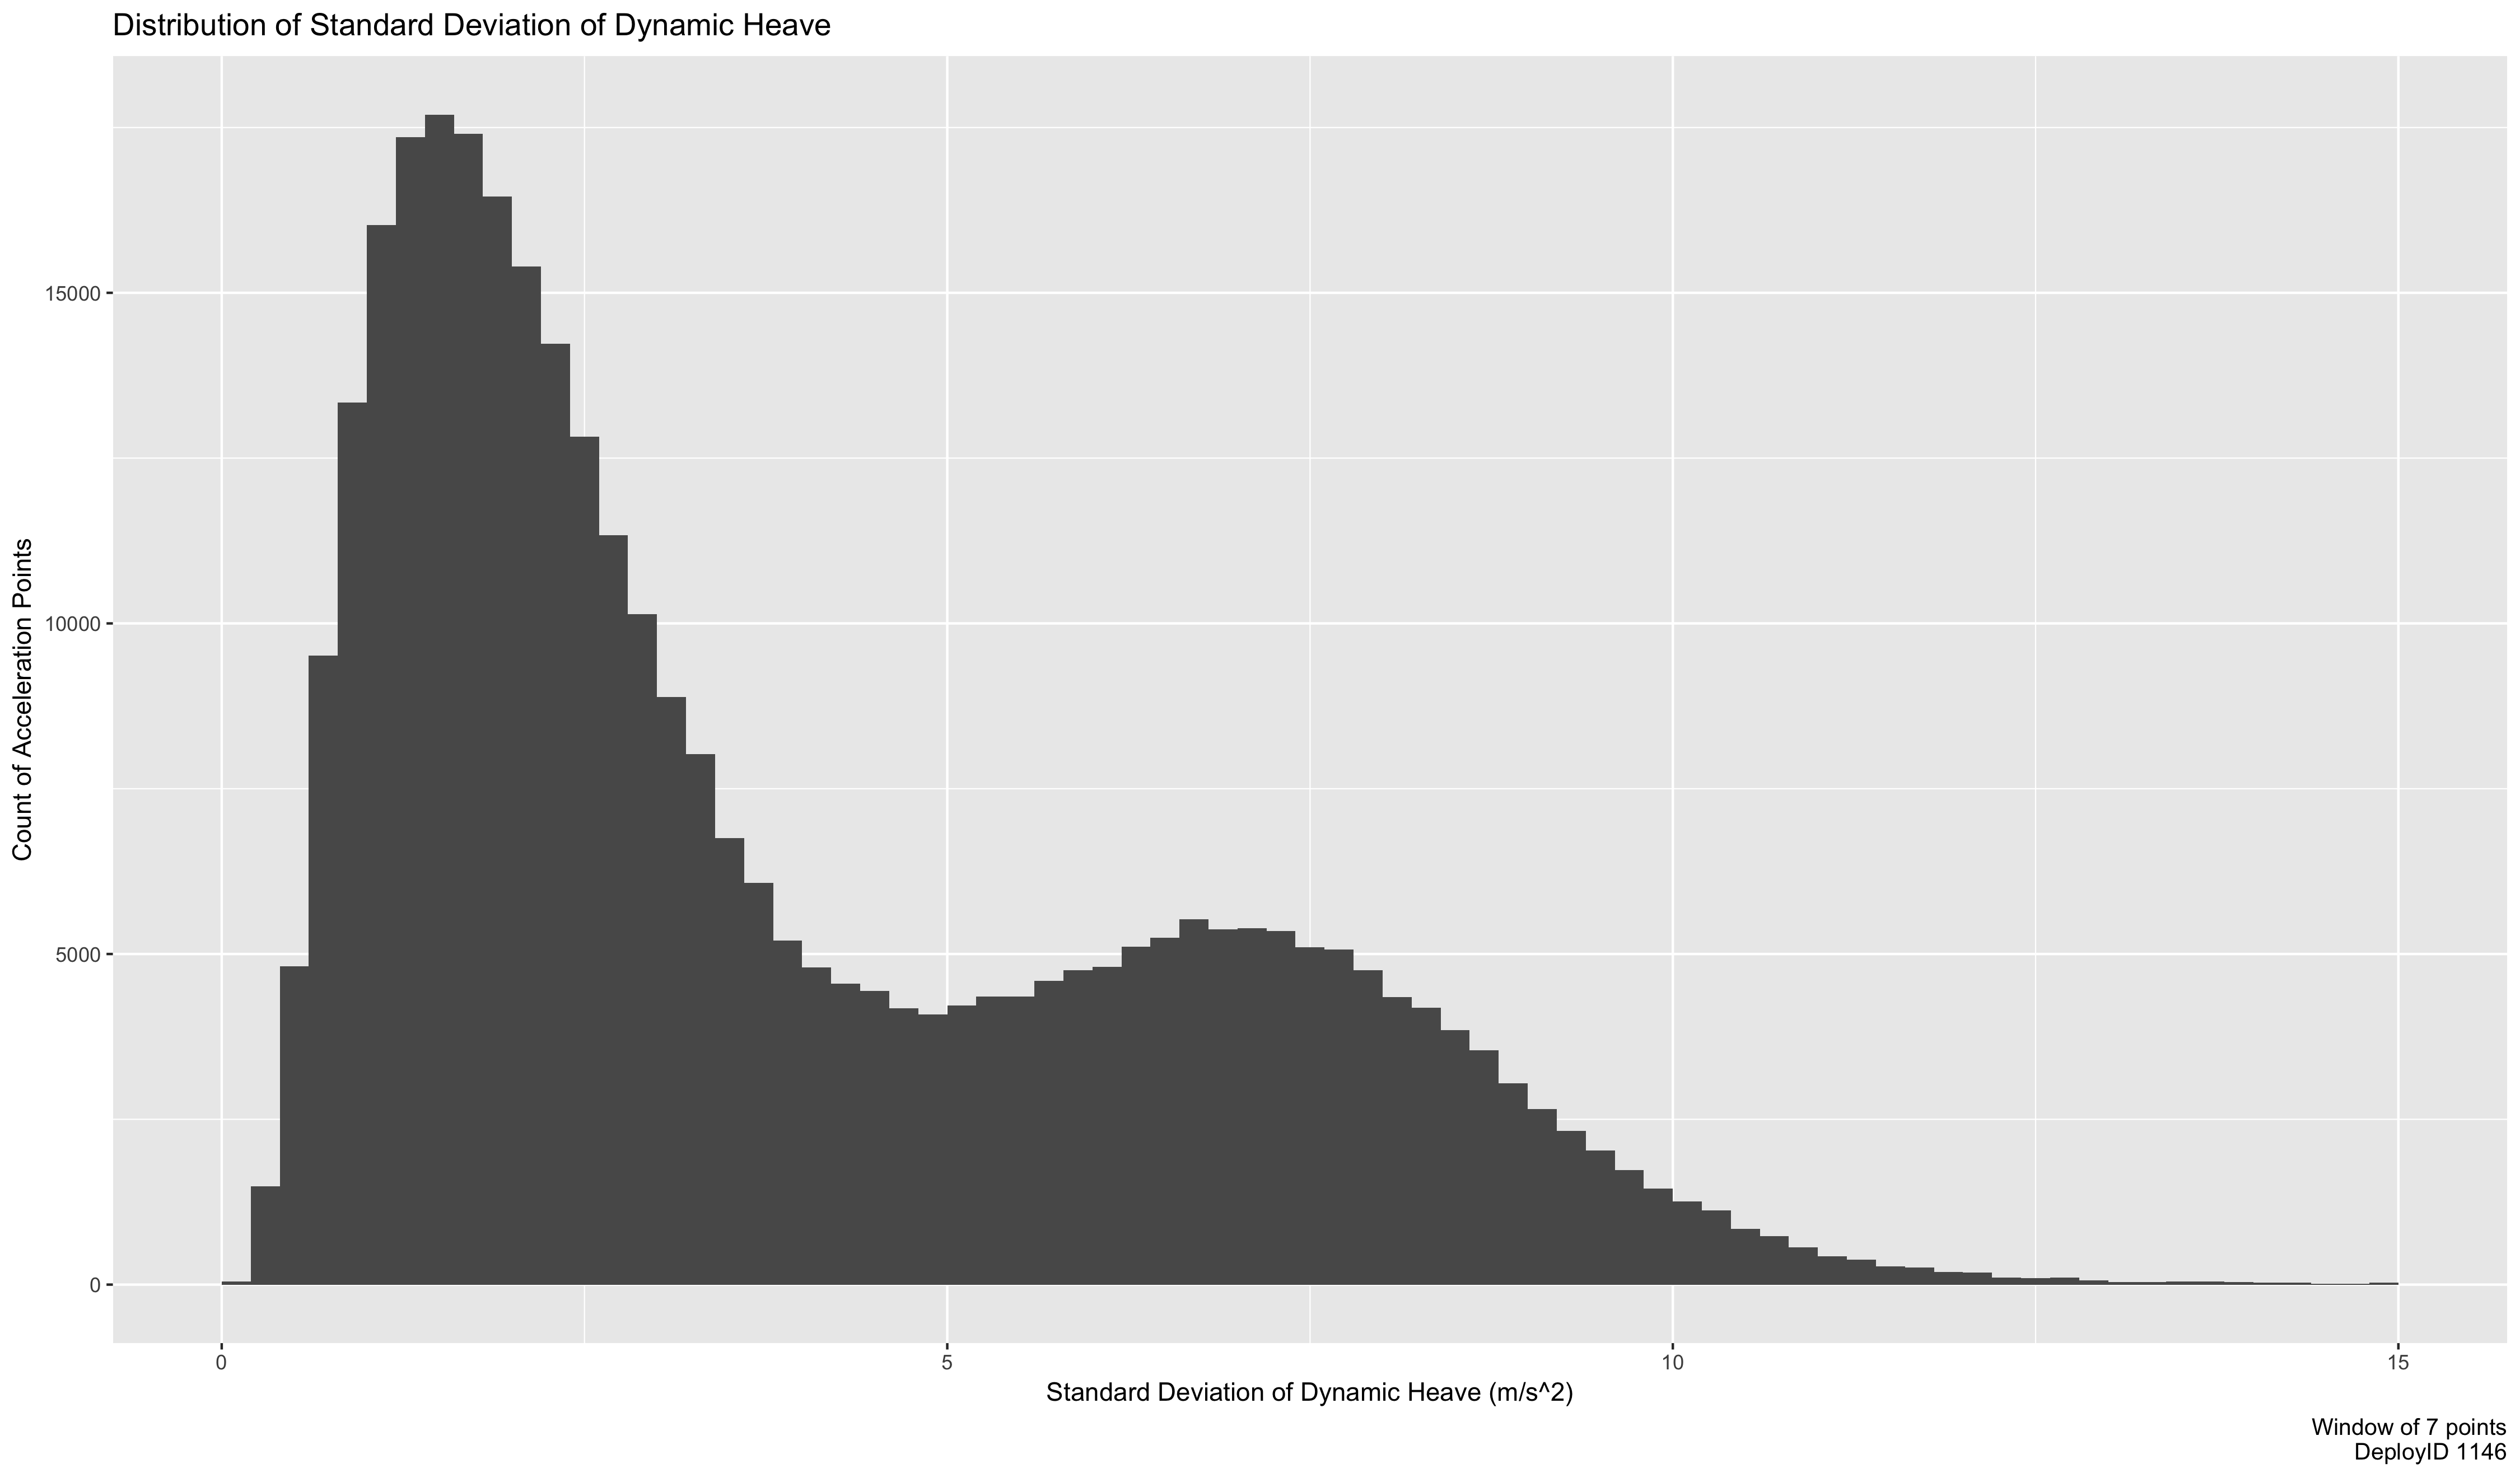 Distribution of Standard Deviation of Dynamic Heave
Count of Acceleration Points
15000
10000
5000
0
0
5
10
15
Standard Deviation of Dynamic Heave (m/s^2)
Window of 7 points
DeployID 1146